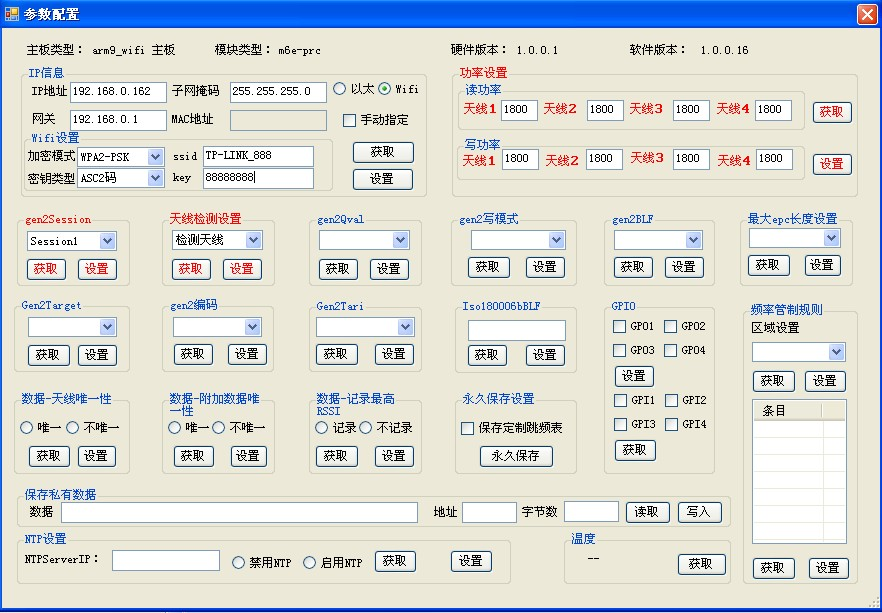 参数配置
主板类型： arm9_wifi 主板 模块类型： m6e-prc 硬件版本： 1.0.0.1 软件版本： 1.0.0.16
IP信息
IP地址 192.168.0.162 子网掩码 255.255.255.0 以太 Wifi
网关 192.168.0.1 MAC地址 手动指定
Wifi设置
加密模式 WPA2-PSK ssid TP-LINK_888 获取
密钥类型 ASC2码 key 88888888 设置
功率设置
读功率
天线1 1800 天线2 1800 天线3 1800 天线4 1800 获取
写功率
天线1 1800 天线2 1800 天线3 1800 天线4 1800 设置
gen2Session 天线检测设置 gen2Qval gen2写模式 gen2BLF 最大epc长度设置
Session1 检测天线
获取 设置 获取 设置 获取 设置 获取 设置 获取 设置 获取 设置
Gen2Target gen2编码 Gen2Tari Iso180006bBLF
获取 设置 获取 设置 获取 设置 获取 设置
GPIO
GPO1 GPO2
GPO3 GPO4
设置
GPI1 GPI2
GPI3 GPI4
获取
频率管制规则
区域设置
获取 设置
条目
获取 设置
数据-天线唯一性
唯一 不唯一
获取 设置
数据-附加数据唯
一性
唯一 不唯一
获取 设置
数据-记录最高
RSSI
记录 不记录
获取 设置
永久保存设置
保存定制跳频表
永久保存
保存私有数据
数据 地址 字节数 读取 写入
NTP设置
NTPServerIP： 禁用NTP 启用NTP 获取 设置
温度
-- 获取